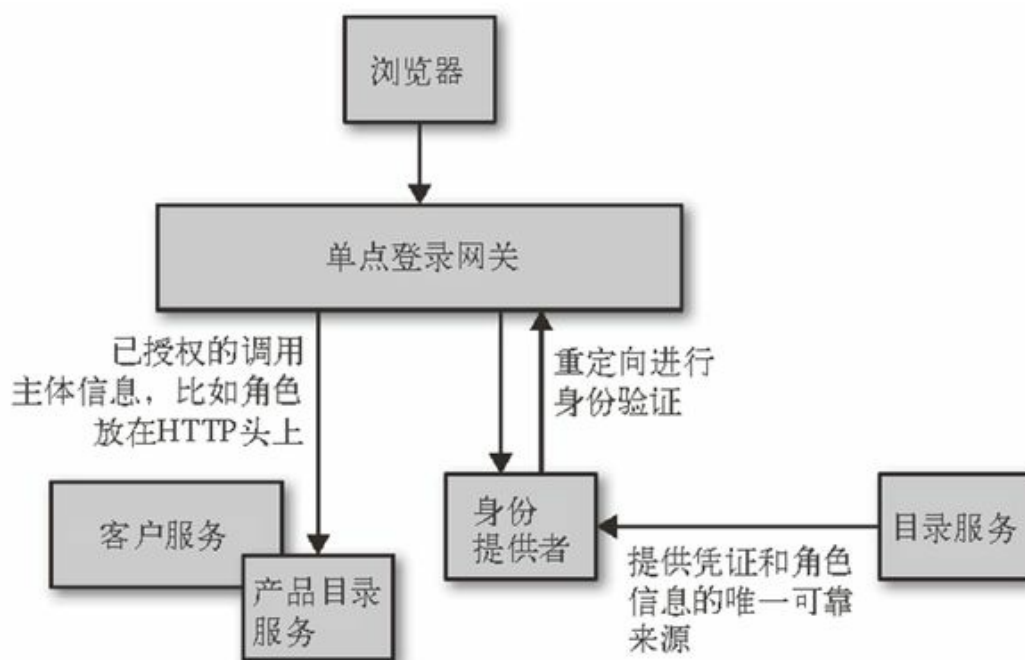 浏览器
单点登录网关
已授权的调用
主体信息，比如角色
放在HTTP头上
重定向进行
身份验证
客户服务
产品目录
服务
身份
提供者
目录服务
提供凭证和角色
信息的唯一可靠
来源